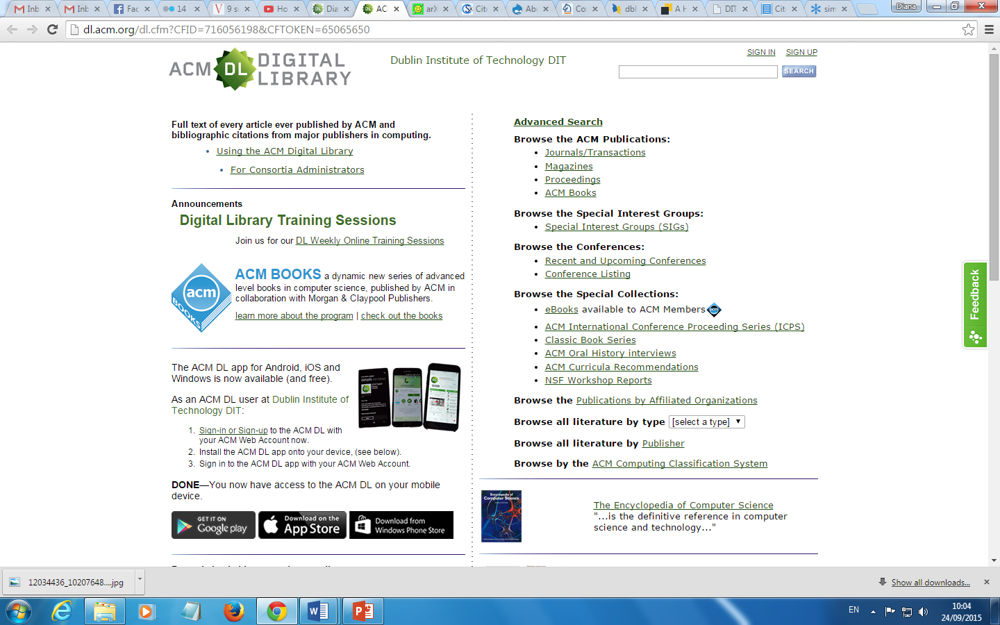 Inb
Inb
Fac
14
9 si
Ho
Dia
AC
arX
Cite
Abo
Co
dbl
A H
DIT
Cit
sim
Diana
dl.acm.org/dl.cfm?CFID=716056198&CFTOKEN=65065650
ACM DL DIGITAL LIBRARY
Dublin Institute of Technology DIT
SIGN IN SIGN UP
SEARCH
Full text of every article ever published by ACM and
bibliographic citations from major publishers in computing.
Using the ACM Digital Library
For Consortia Administrators
Announcements
Digital Library Training Sessions
Join us for our DL Weekly Online Training Sessions
acm
BOOKS
ACM BOOKS a dynamic new series of advanced
level books in computer science, published by ACM in
collaboration with Morgan & Claypool Publishers.
learn more about the program | check out the books
The ACM DL app for Android, iOS and
Windows is now available (and free).
As an ACM DL user at Dublin Institute of
Technology DIT:
1. Sign-in or Sign-up to the ACM DL with
your ACM Web Account now.
2. Install the ACM DL app onto your device, (see below).
3. Sign in to the ACM DL app with your ACM Web Account.
DONE—You now have access to the ACM DL on your mobile
device.
GET IT ON
Google play
Download on the
App Store
Download from
Windows Phone Store
Advanced Search
Browse the ACM Publications:
Journals/Transactions
Magazines
Proceedings
ACM Books
Browse the Special Interest Groups:
Special Interest Groups (SIGs)
Browse the Conferences:
Recent and Upcoming Conferences
Conference Listing
Browse the Special Collections:
eBooks available to ACM Members
ACM International Conference Proceeding Series (ICPS)
Classic Book Series
ACM Oral History interviews
ACM Curricula Recommendations
NSF Workshop Reports
Browse the Publications by Affiliated Organizations
Browse all literature by type [select a type]
Browse all literature by Publisher
Browse by the ACM Computing Classification System
Encyclopedia of
Computer Science
The Encyclopedia of Computer Science
"...is the definitive reference in computer
science and technology..."
Feedback
12034436_10207648....jpg
Show all downloads...
EN
10:04
24/09/2015